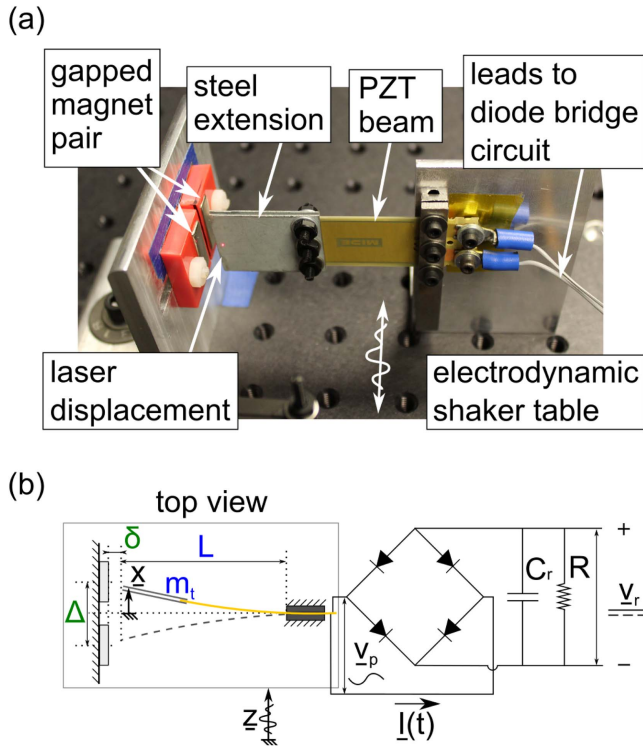 (a)
gapped
magnet
pair
steel
extension
PZT
beam
leads to
diode bridge
circuit
MIDE
laser
displacement
electrodynamic
shaker table
(b)
top view
δ
L
x
m_t
Δ
z
v_p
I(t)
C_r
R
+
v_r
−